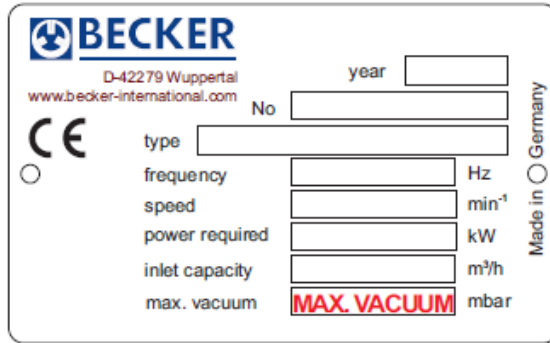 BECKER
D-42279 Wuppertal
www.becker-international.com
year
No
CE
type
frequency Hz
speed min⁻¹
power required kW
inlet capacity m³/h
max. vacuum MAX. VACUUM mbar
Made in Germany